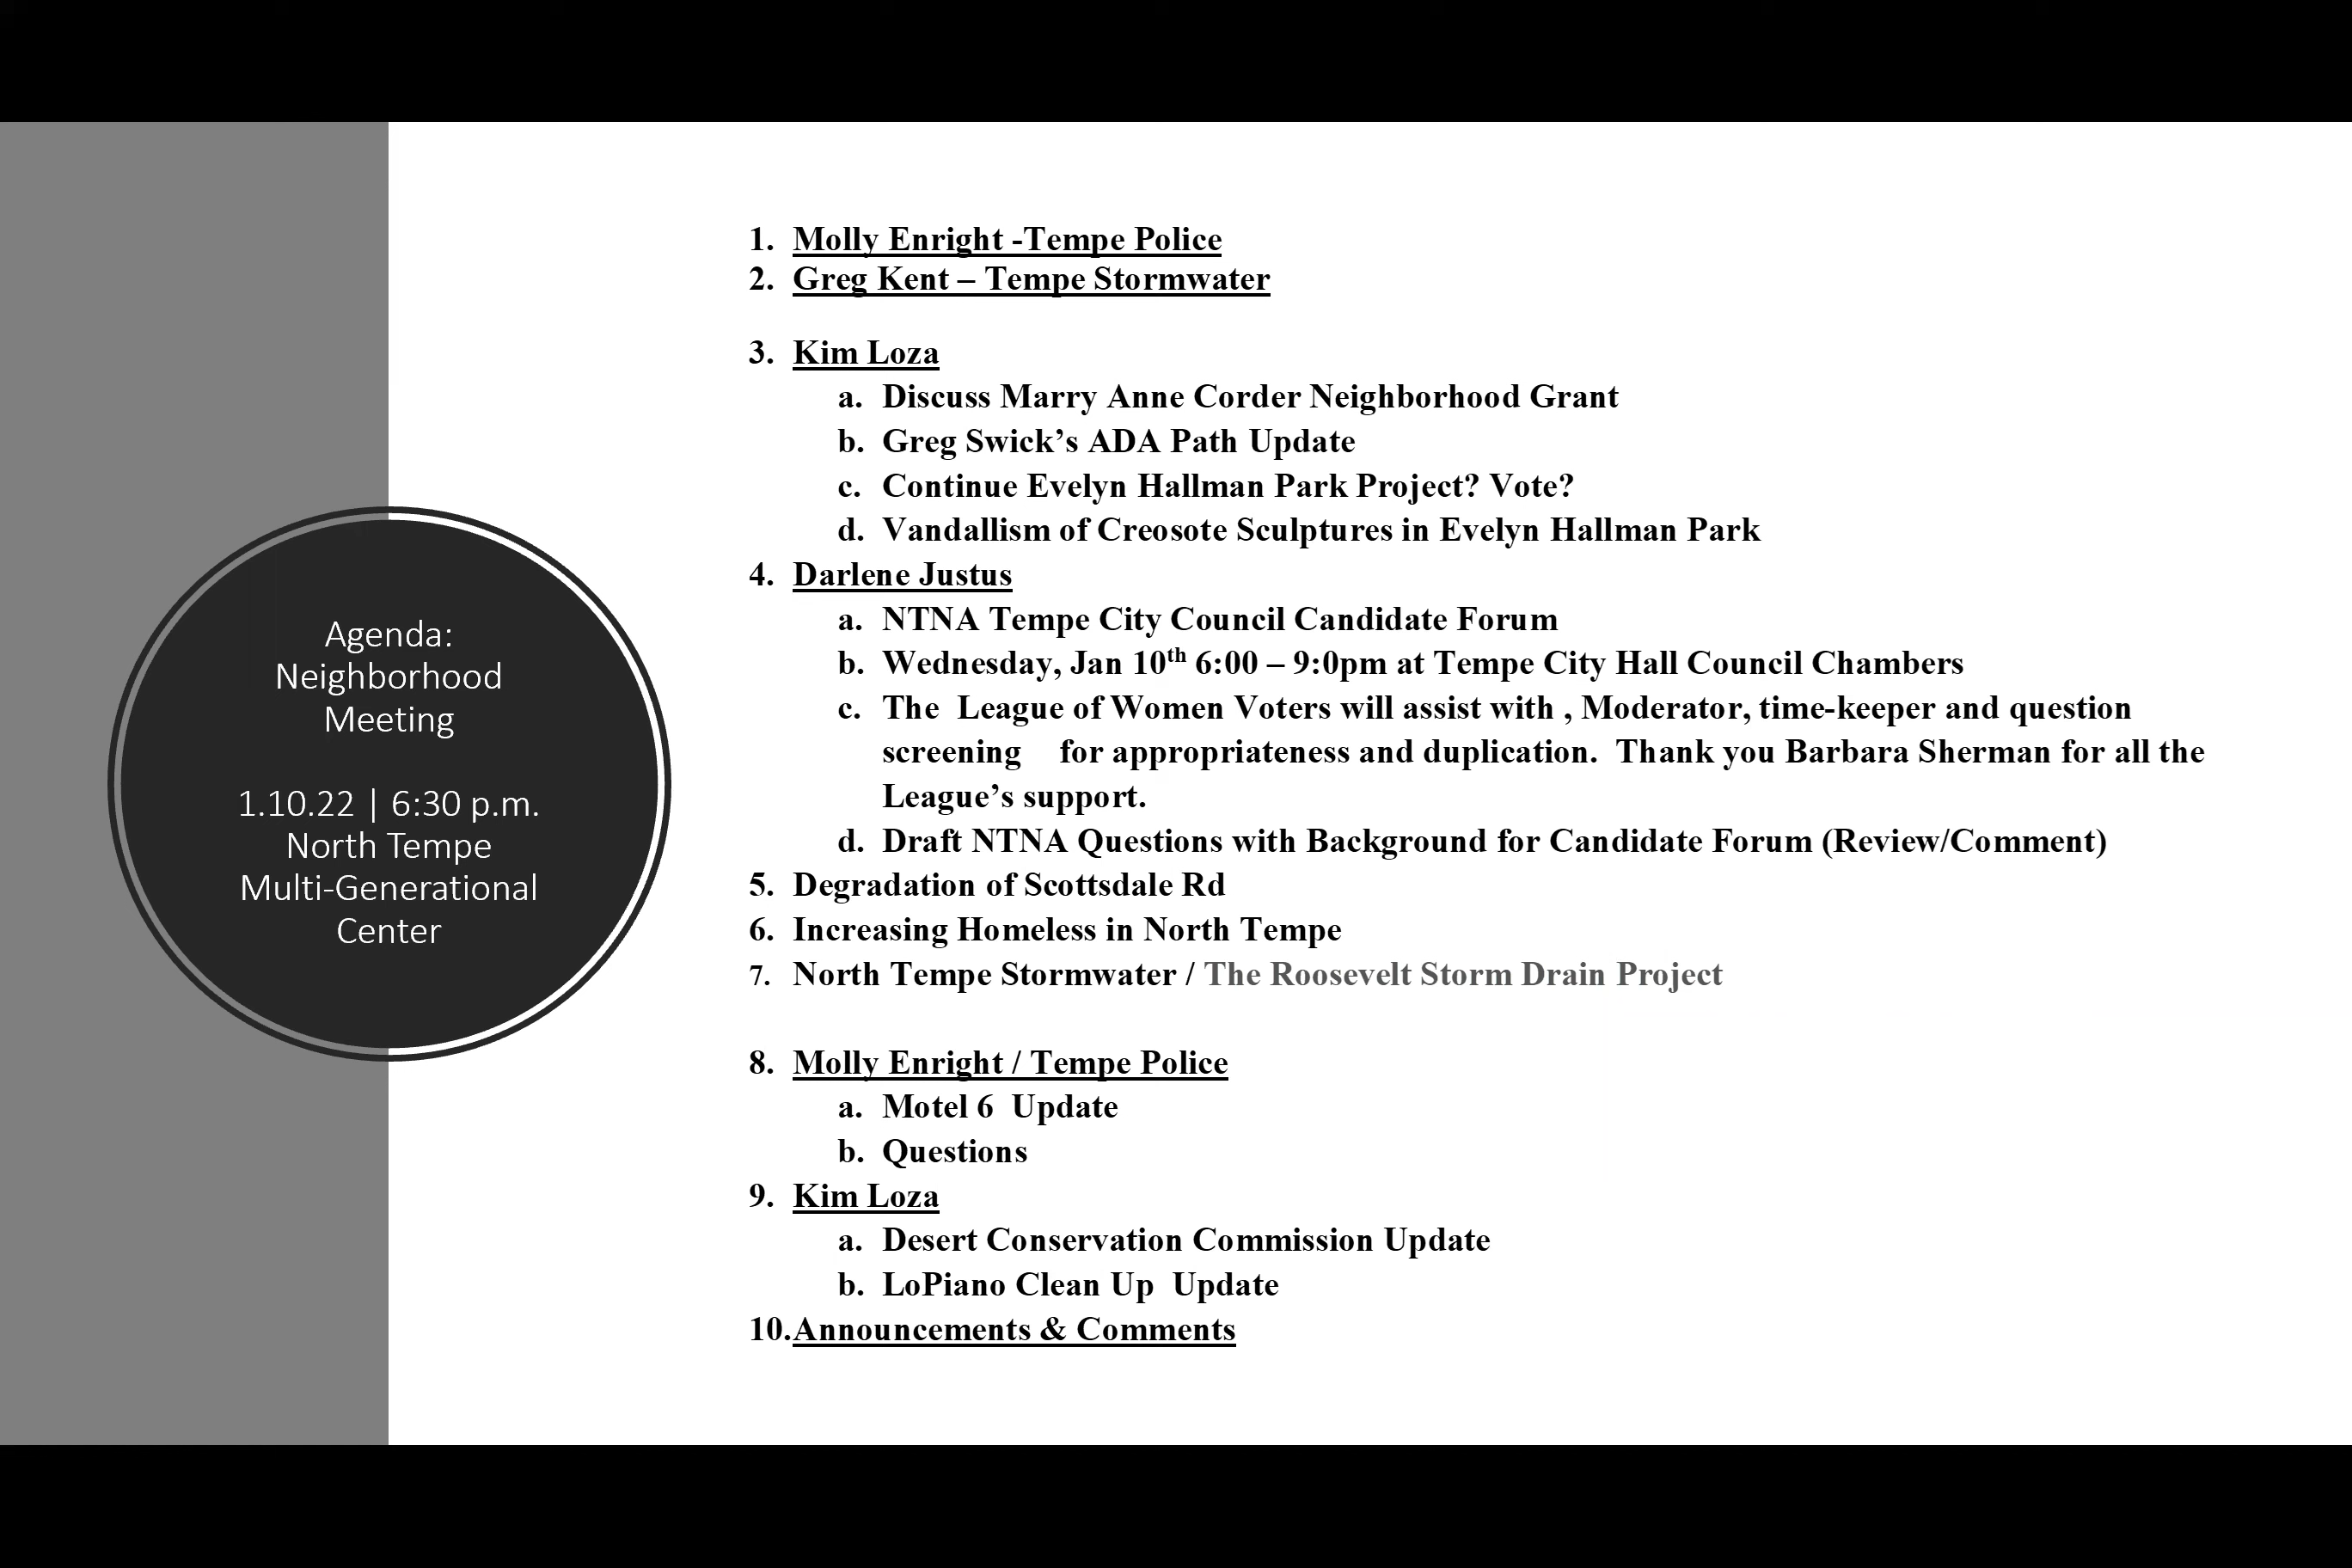 Agenda:
Neighborhood
Meeting
1.10.22 | 6:30 p.m.
North Tempe
Multi-Generational
Center
1. Molly Enright -Tempe Police
2. Greg Kent – Tempe Stormwater
3. Kim Loza
a. Discuss Marry Anne Corder Neighborhood Grant
b. Greg Swick’s ADA Path Update
c. Continue Evelyn Hallman Park Project? Vote?
d. Vandallism of Creosote Sculptures in Evelyn Hallman Park
4. Darlene Justus
a. NTNA Tempe City Council Candidate Forum
b. Wednesday, Jan 10th 6:00 – 9:0pm at Tempe City Hall Council Chambers
c. The League of Women Voters will assist with , Moderator, time-keeper and question
screening for appropriateness and duplication. Thank you Barbara Sherman for all the
League’s support.
d. Draft NTNA Questions with Background for Candidate Forum (Review/Comment)
5. Degradation of Scottsdale Rd
6. Increasing Homeless in North Tempe
7. North Tempe Stormwater / The Roosevelt Storm Drain Project
8. Molly Enright / Tempe Police
a. Motel 6 Update
b. Questions
9. Kim Loza
a. Desert Conservation Commission Update
b. LoPiano Clean Up Update
10.Announcements & Comments